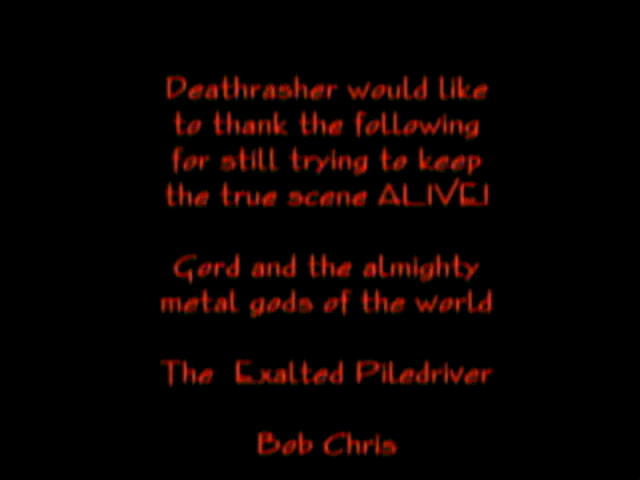 Deathrasher would like
to thank the following
for still trying to keep
the true scene ALIVE!
Gord and the almighty
metal gods of the world
The Exalted Piledriver
Bob Chris